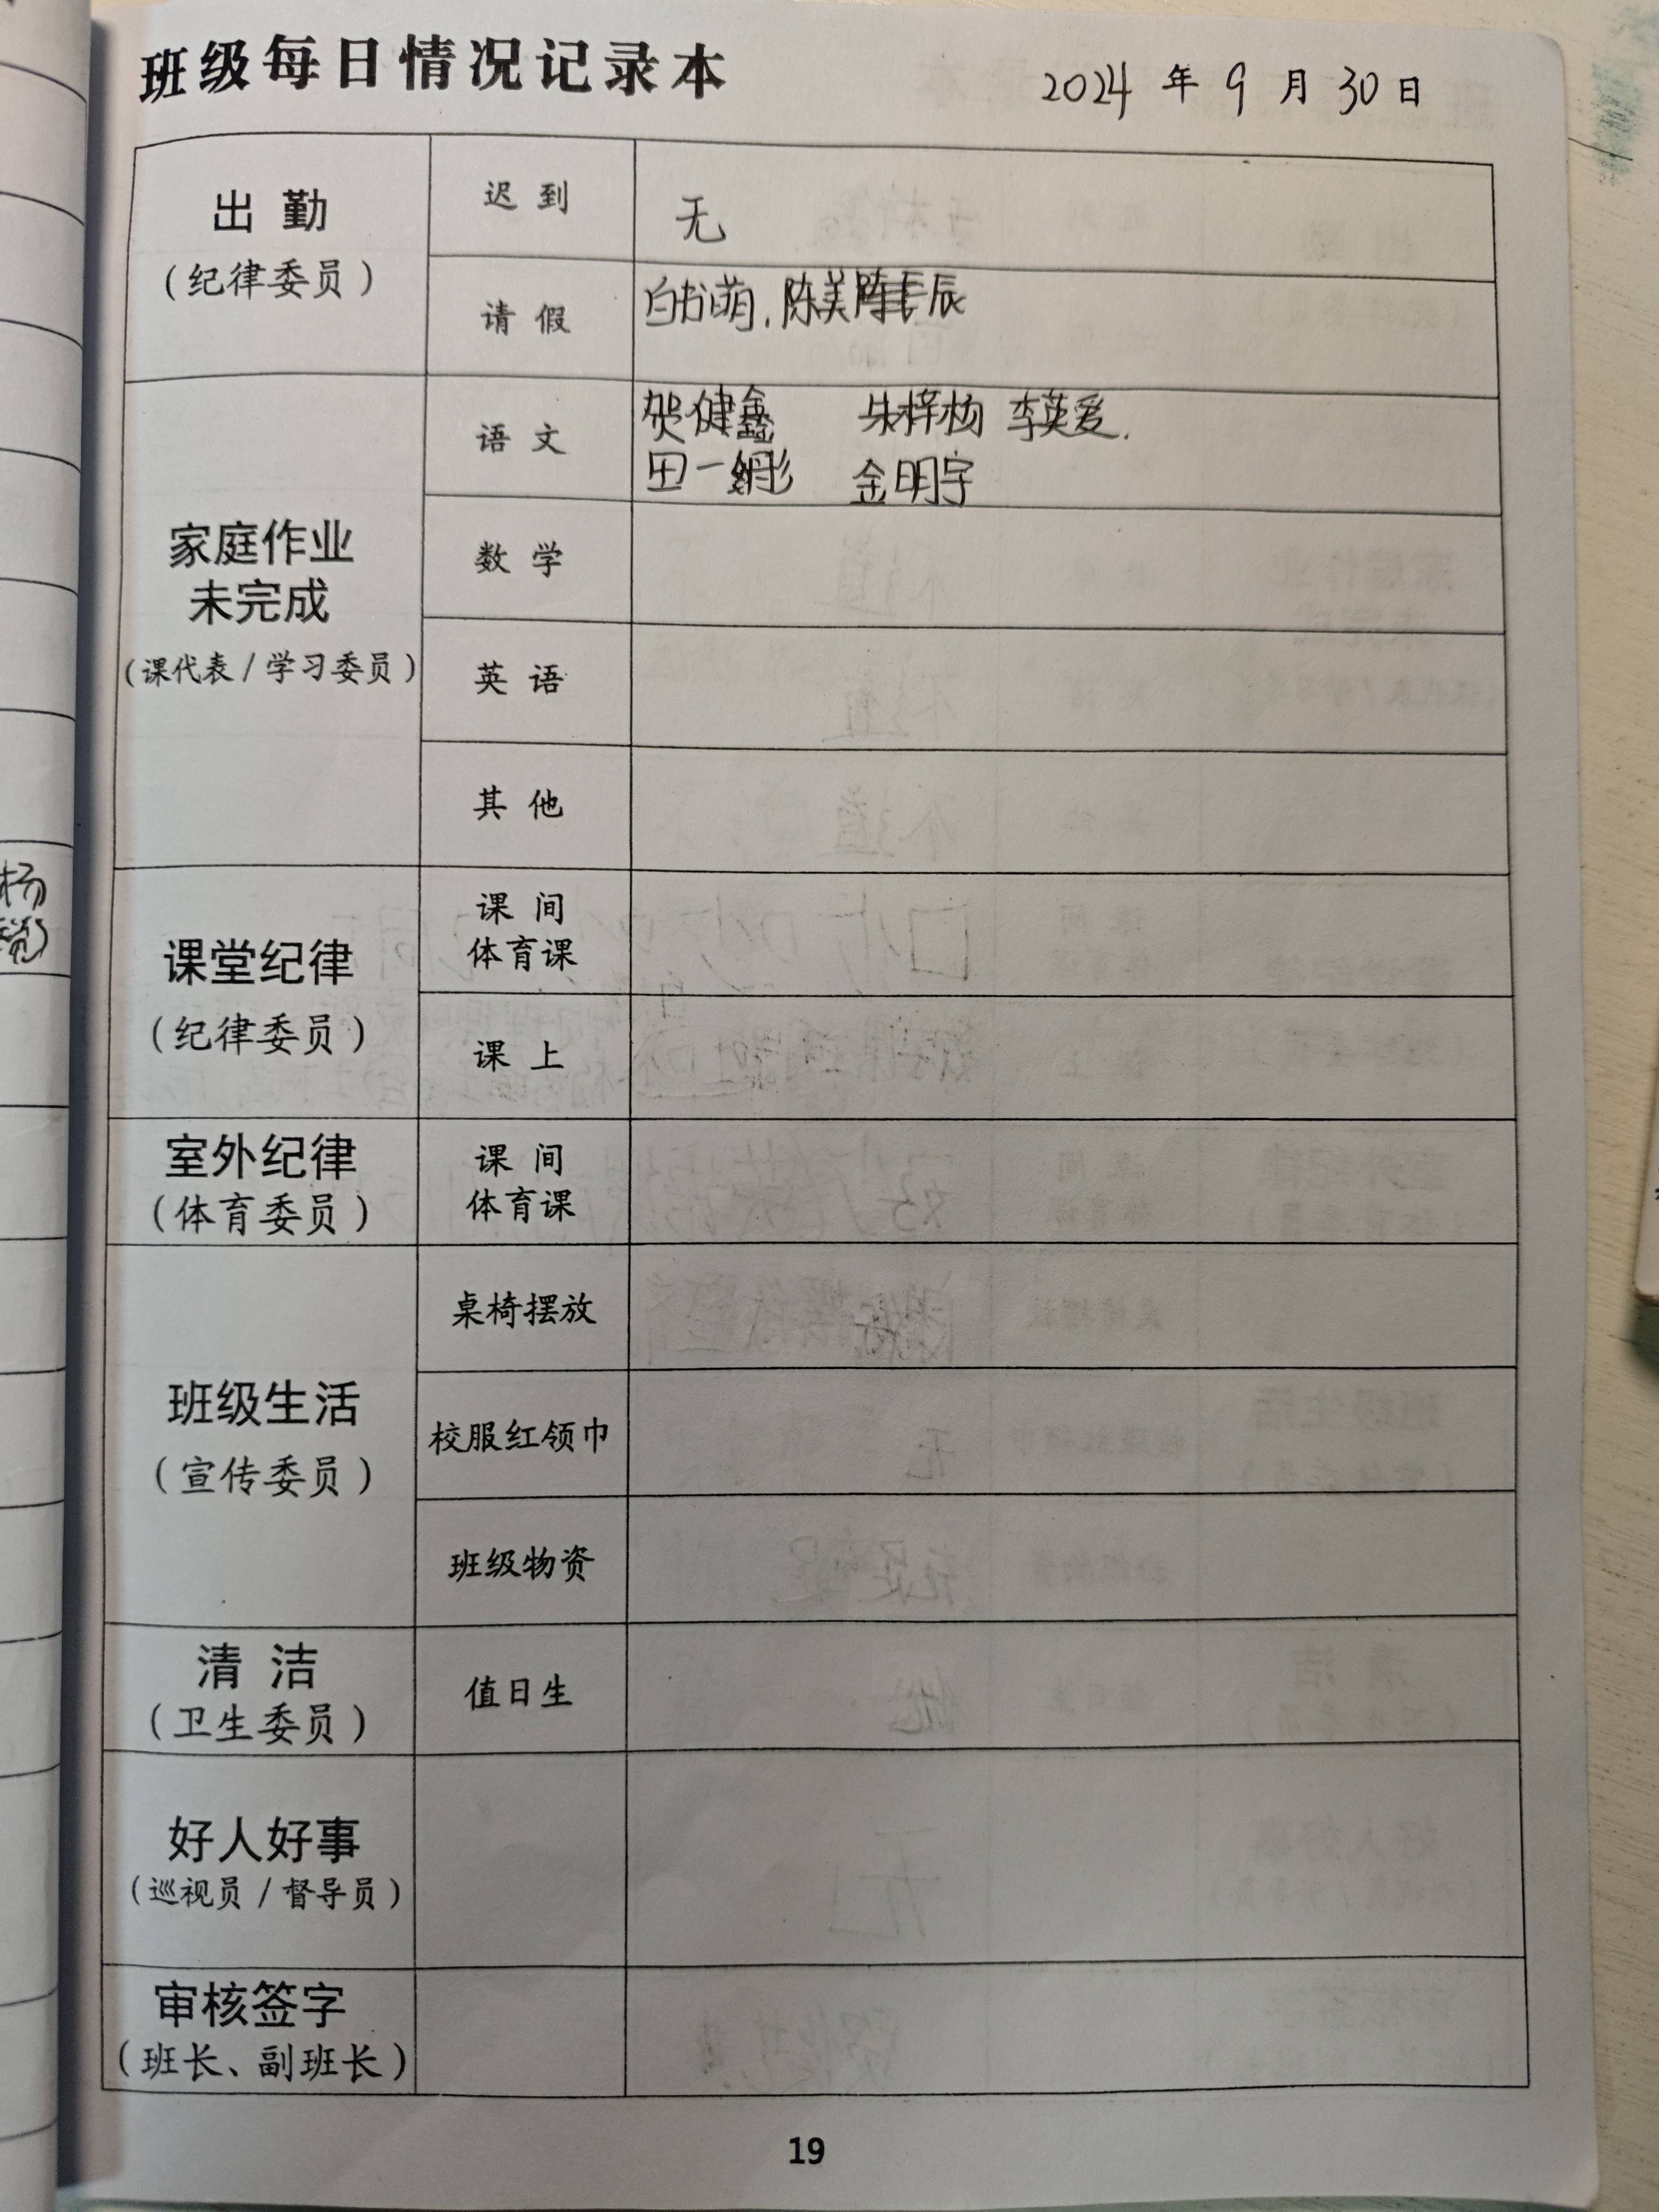 班级每日情况记录本
2024 年 9 月 30 日
出 勤
（纪律委员）
迟 到
无
请 假
白书萌，陈美
辰
家庭作业
未完成
（课代表 / 学习委员）
语 文
贺健鑫 朱梓杨 李英爱.
田一 彤 金明宇
数 学
英 语
其 他
课堂纪律
（纪律委员）
课 间
体育课
课 上
室外纪律
（体育委员）
课 间
体育课
班级生活
（宣传委员）
桌椅摆放
校服红领巾
班级物资
清 洁
（卫生委员）
值日生
好人好事
（巡视员 / 督导员）
审核签字
（班长、副班长）
19
杨